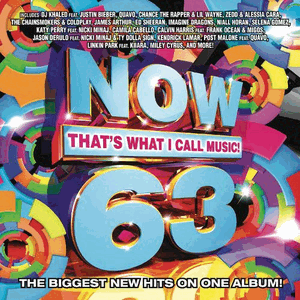 INCLUDES: DJ KHALED FEAT. JUSTIN BIEBER, QUAVO, CHANCE THE RAPPER & LIL WAYNE, ZEDD & ALESSIA CARA,
THE CHAINSMOKERS & COLDPLAY, JAMES ARTHUR, ED SHEERAN, IMAGINE DRAGONS, NIALL HORAN, SELENA GOMEZ,
KATY PERRY FEAT. NICKI MINAJ, CAMILA CABELLO, CALVIN HARRIS FEAT. FRANK OCEAN & MIGOS,
JASON DERULO FEAT. NICKI MINAJ & TY DOLLA $IGN, KENDRICK LAMAR, POST MALONE FEAT. QUAVO,
LINKIN PARK FEAT. KIIARA, MILEY CYRUS, AND MORE!
NOW
THAT'S WHAT I CALL MUSIC!
63
THE BIGGEST NEW HITS ON ONE ALBUM!